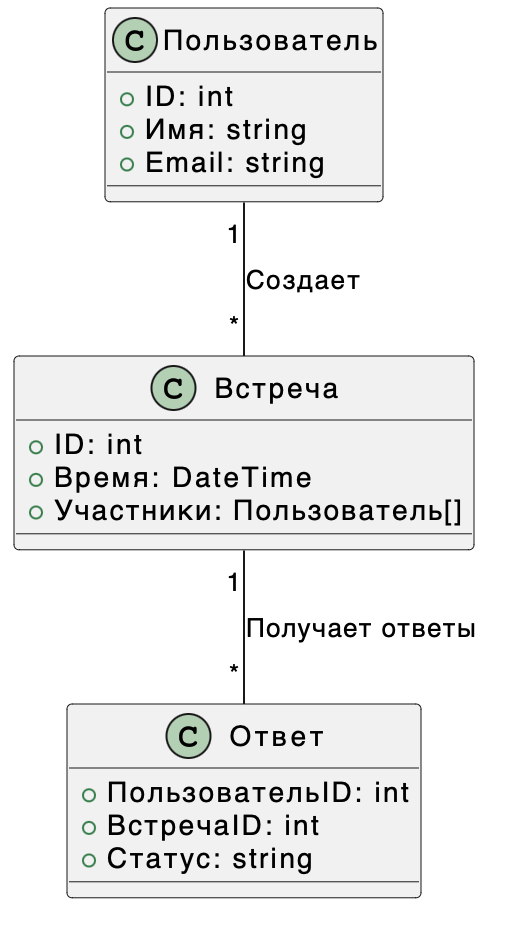 C Пользователь
ID: int
Имя: string
Email: string
1
Создает
*
C Встреча
ID: int
Время: DateTime
Участники: Пользователь[]
1
Получает ответы
*
C Ответ
ПользовательID: int
ВстречаID: int
Статус: string